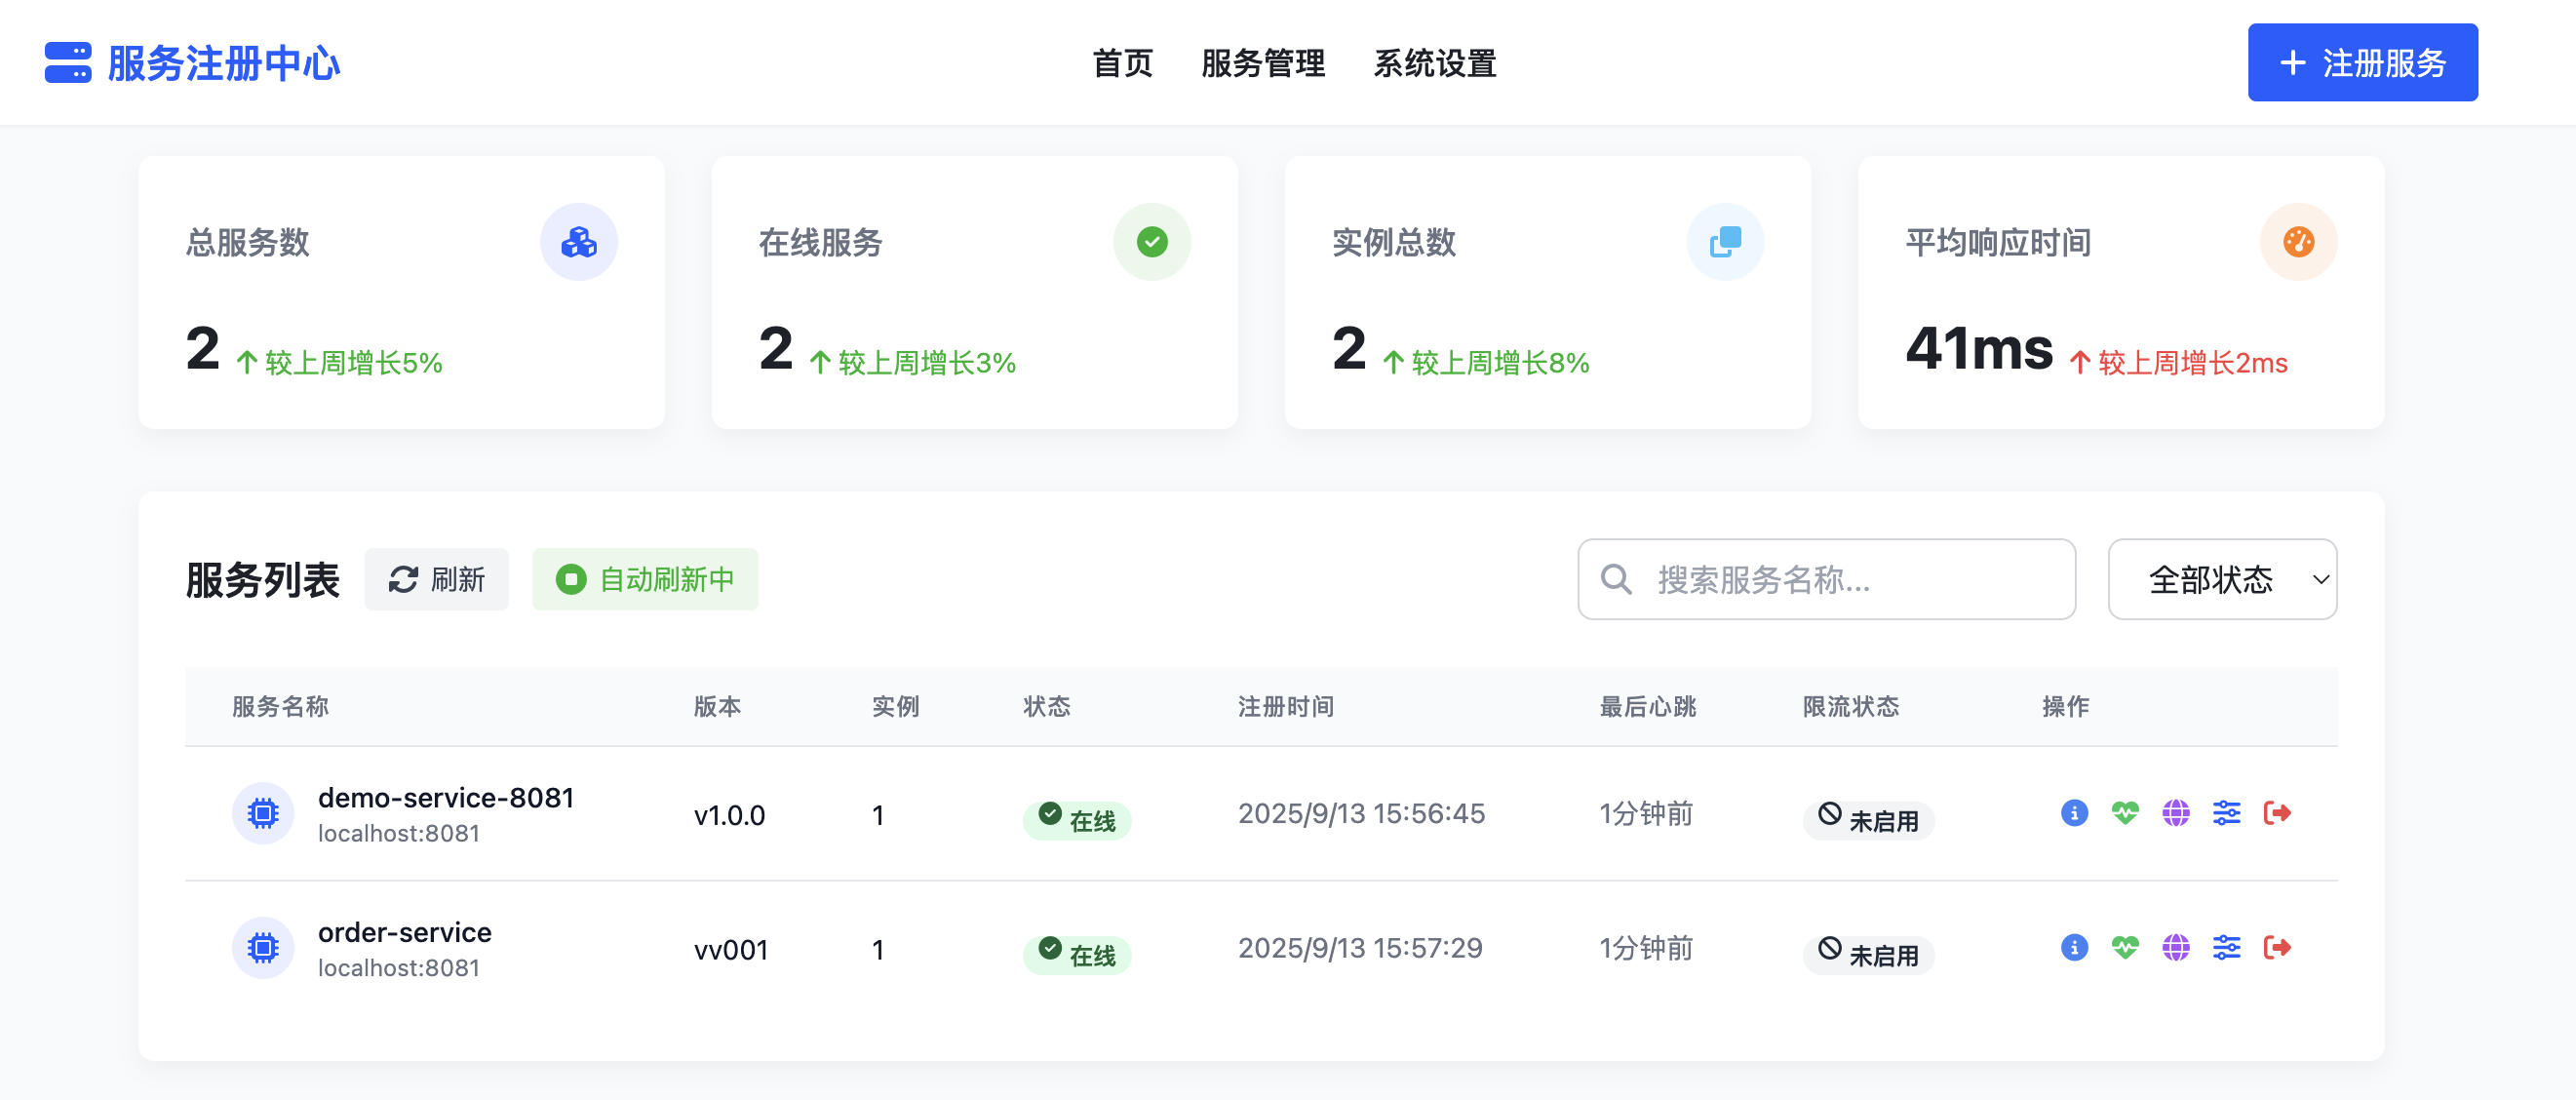 服务注册中心
首页 服务管理 系统设置
注册服务
总服务数
2 较上周增长5%
在线服务
2 较上周增长3%
实例总数
2 较上周增长8%
平均响应时间
41ms 较上周增长2ms
服务列表 刷新 自动刷新中 搜索服务名称... 全部状态
服务名称 版本 实例 状态 注册时间 最后心跳 限流状态 操作
demo-service-8081
localhost:8081
v1.0.0 1 在线 2025/9/13 15:56:45 1分钟前 未启用
order-service
localhost:8081
vv001 1 在线 2025/9/13 15:57:29 1分钟前 未启用